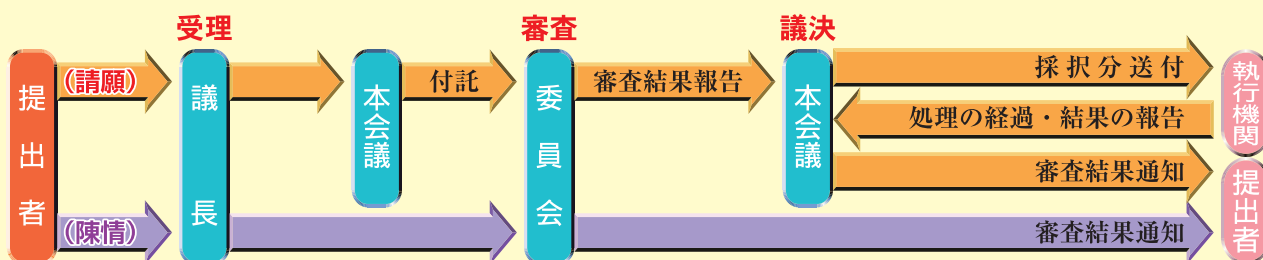 受理
審査
議決
提出者
(請願)
(陳情)
議長
本会議
付託
委員会
審査結果報告
本会議
採択分送付
処理の経過・結果の報告
審査結果通知
審査結果通知
執行機関
提出者